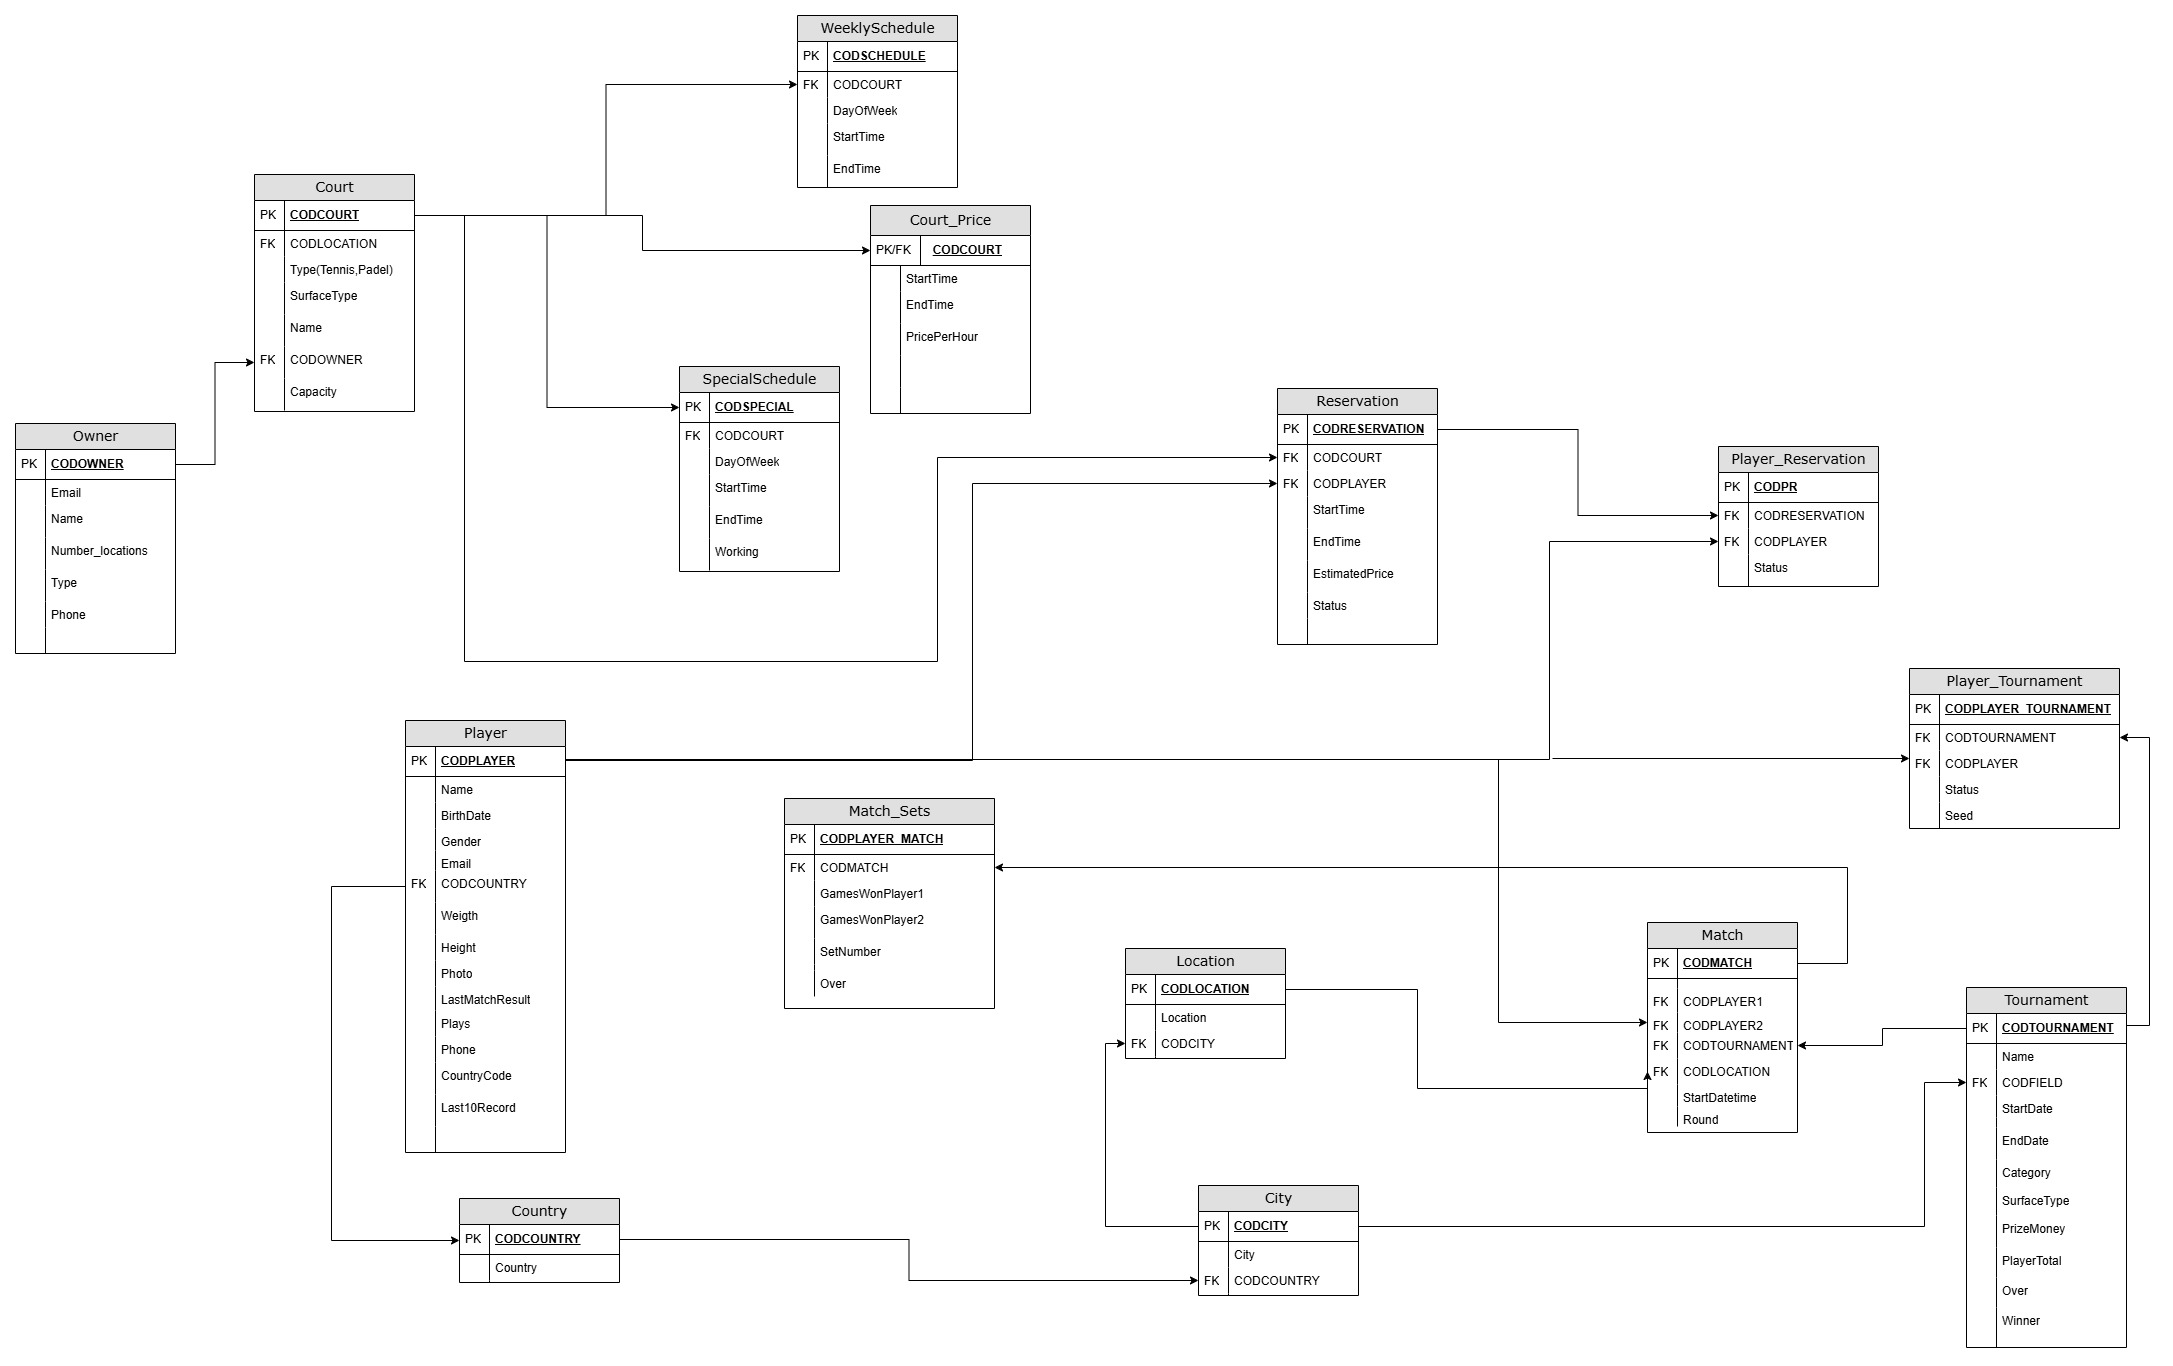 WeeklySchedule
PK CODSCHEDULE
FK CODCOURT
DayOfWeek
StartTime
EndTime
Court
PK CODCOURT
FK CODLOCATION
Type(Tennis,Padel)
SurfaceType
Name
FK CODOWNER
Capacity
Court_Price
PK/FK CODCOURT
StartTime
EndTime
PricePerHour
SpecialSchedule
PK CODSPECIAL
FK CODCOURT
DayOfWeek
StartTime
EndTime
Working
Owner
PK CODOWNER
Email
Name
Number_locations
Type
Phone
Reservation
PK CODRESERVATION
FK CODCOURT
FK CODPLAYER
StartTime
EndTime
EstimatedPrice
Status
Player_Reservation
PK CODPR
FK CODRESERVATION
FK CODPLAYER
Status
Player_Tournament
PK CODPLAYER_TOURNAMENT
FK CODTOURNAMENT
FK CODPLAYER
Status
Seed
Player
PK CODPLAYER
Name
BirthDate
Gender
Email
FK CODCOUNTRY
Weigth
Height
Photo
LastMatchResult
Plays
Phone
CountryCode
Last10Record
Match_Sets
PK CODPLAYER_MATCH
FK CODMATCH
GamesWonPlayer1
GamesWonPlayer2
SetNumber
Over
Location
PK CODLOCATION
Location
FK CODCITY
Match
PK CODMATCH
FK CODPLAYER1
FK CODPLAYER2
FK CODTOURNAMENT
FK CODLOCATION
StartDatetime
Round
Tournament
PK CODTOURNAMENT
Name
FK CODFIELD
StartDate
EndDate
Category
SurfaceType
PrizeMoney
PlayerTotal
Over
Winner
Country
PK CODCOUNTRY
Country
City
PK CODCITY
City
FK CODCOUNTRY